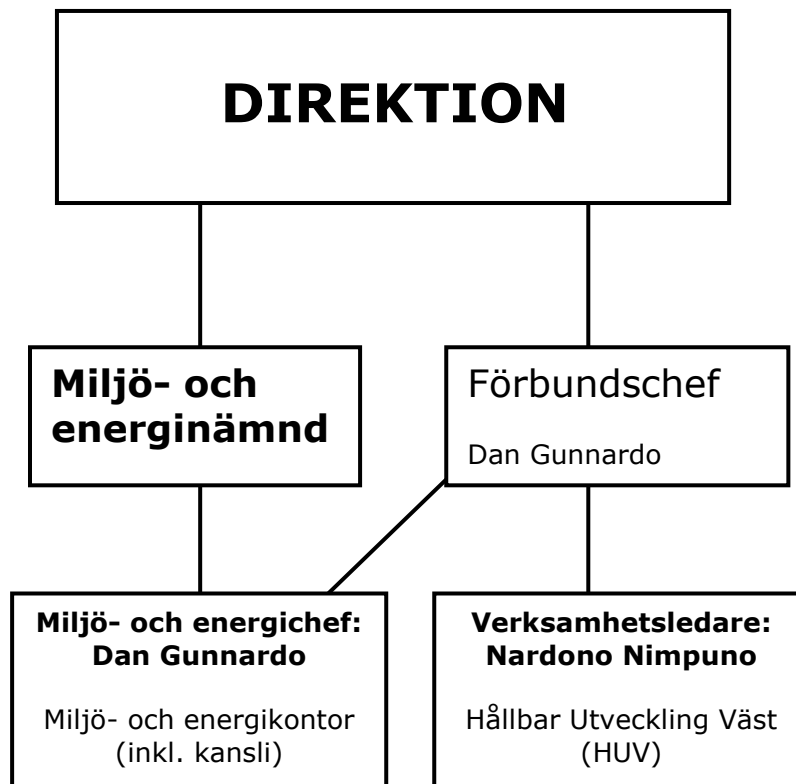 DIREKTION
Miljö- och
energinämnd
Förbundschef
Dan Gunnardo
Miljö- och energichef:
Dan Gunnardo
Miljö- och energikontor
(inkl. kansli)
Verksamhetsledare:
Nardono Nimpuno
Hållbar Utveckling Väst
(HUV)